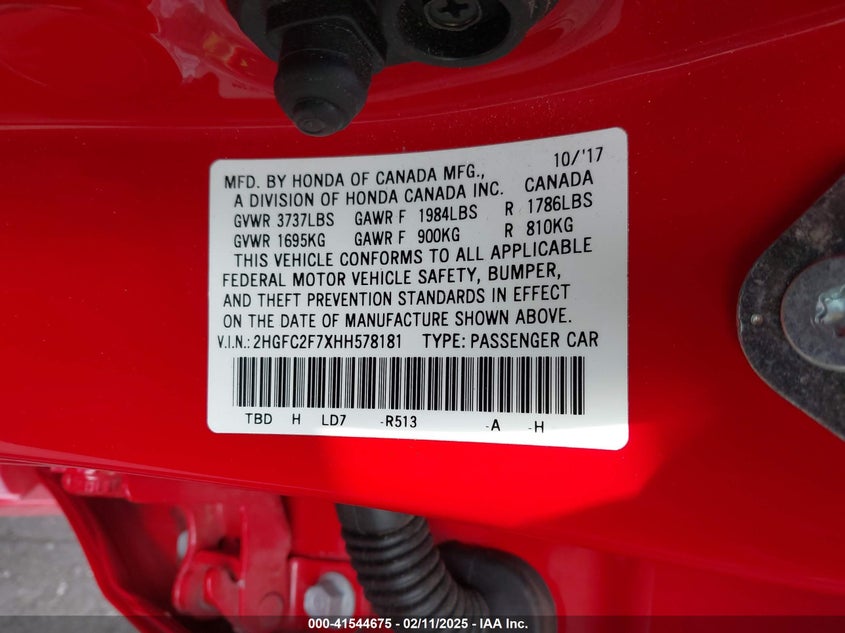 10/'17
MFD. BY HONDA OF CANADA MFG.,
A DIVISION OF HONDA CANADA INC. CANADA
GVWR 3737LBS GAWR F 1984LBS R 1786LBS
GVWR 1695KG GAWR F 900KG R 810KG
THIS VEHICLE CONFORMS TO ALL APPLICABLE
FEDERAL MOTOR VEHICLE SAFETY, BUMPER,
AND THEFT PREVENTION STANDARDS IN EFFECT
ON THE DATE OF MANUFACTURE SHOWN ABOVE.
V.I.N.: 2HGFC2F7XHH578181 TYPE: PASSENGER CAR
TBD H LD7 -R513 -A -H
000-41544675 - 02/11/2025 - IAA Inc.